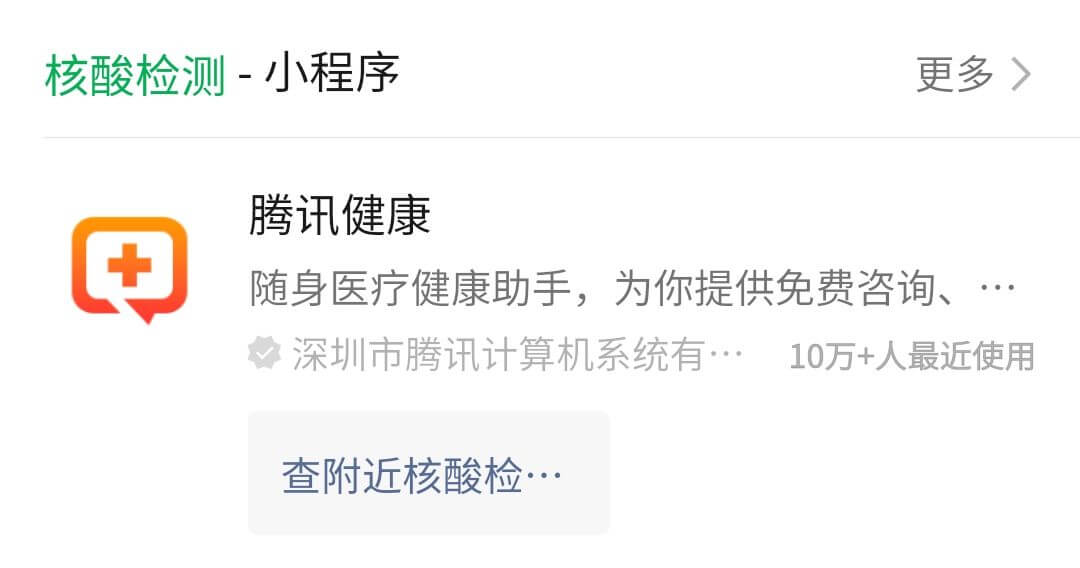 核酸检测 - 小程序
更多
腾讯健康
随身医疗健康助手，为你提供免费咨询、…
深圳市腾讯计算机系统有…
10万+人最近使用
查附近核酸检…